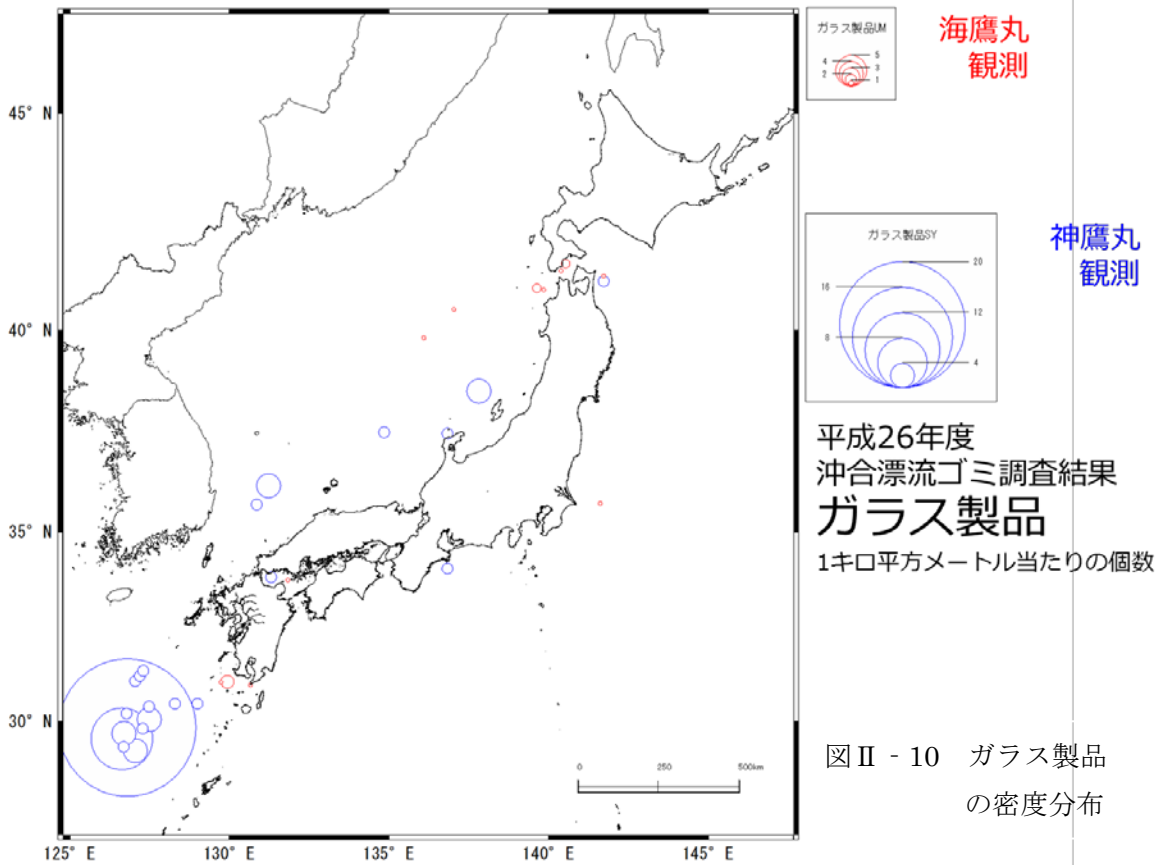 ガラス製品UM
5
4
3
2
1
海鷹丸
観測
45° N
40° N
35° N
30° N
125° E
130° E
135° E
140° E
145° E
0
250
500km
ガラス製品SY
20
16
12
8
4
神鷹丸
観測
平成26年度
沖合漂流ゴミ調査結果
ガラス製品
1キロ平方メートル当たりの個数
図Ⅱ - 10 ガラス製品
の密度分布